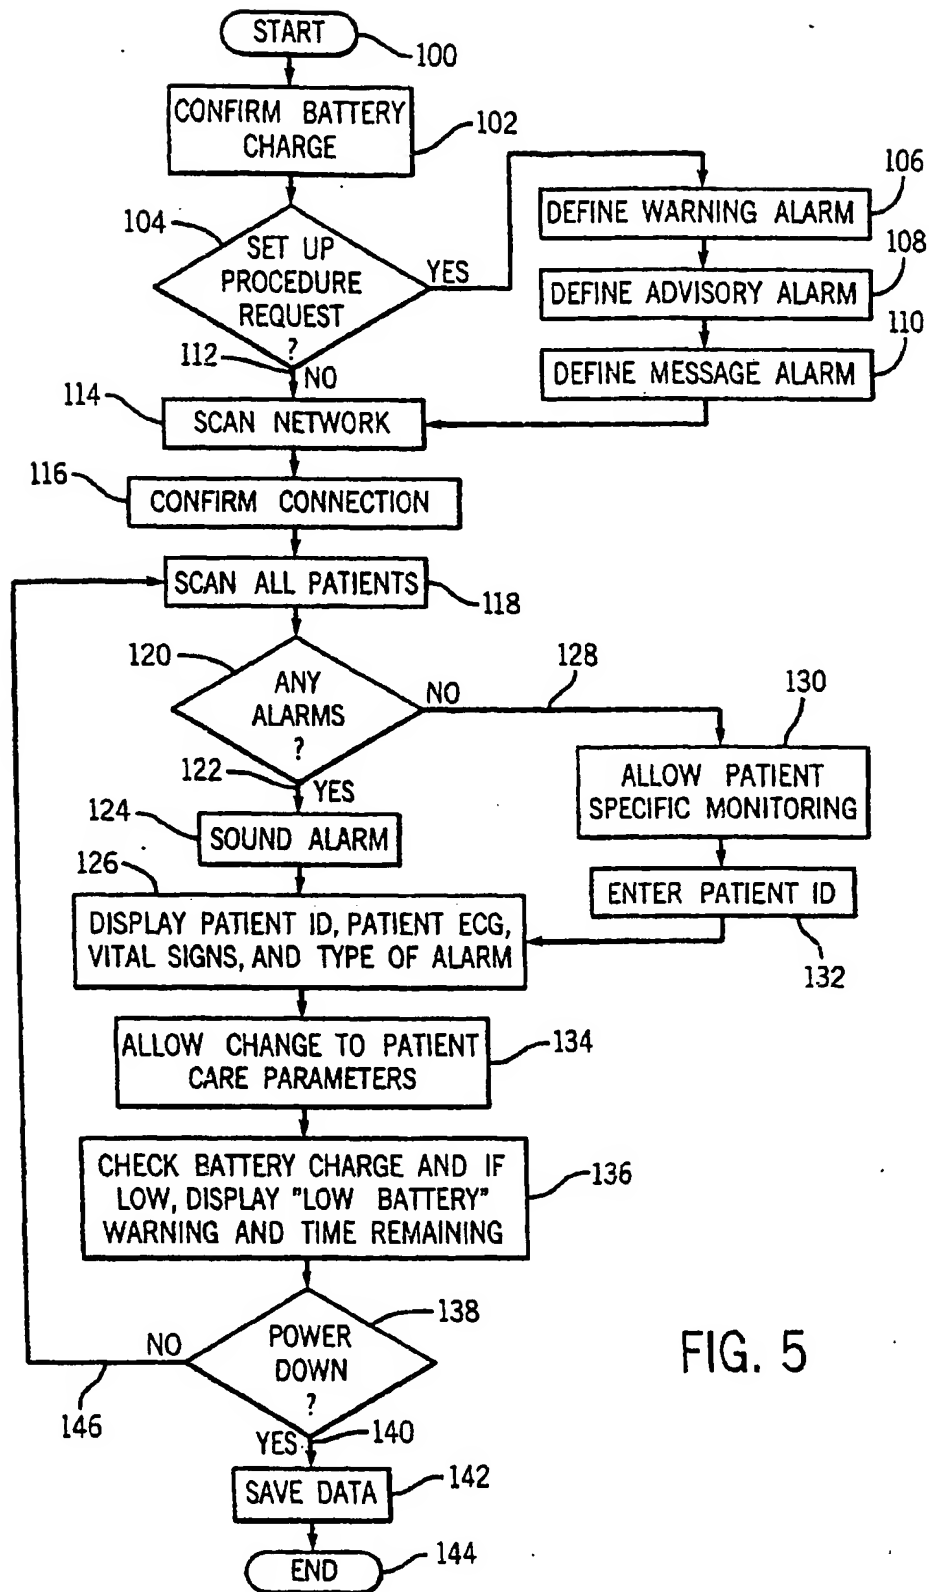 START
100
CONFIRM BATTERY
CHARGE
102
104
SET UP
PROCEDURE
REQUEST
?
YES
106
DEFINE WARNING ALARM
108
DEFINE ADVISORY ALARM
110
DEFINE MESSAGE ALARM
112
NO
114
SCAN NETWORK
116
CONFIRM CONNECTION
SCAN ALL PATIENTS
118
120
ANY
ALARMS
?
NO
128
130
ALLOW PATIENT
SPECIFIC MONITORING
ENTER PATIENT ID
132
122
YES
124
SOUND ALARM
126
DISPLAY PATIENT ID, PATIENT ECG,
VITAL SIGNS, AND TYPE OF ALARM
ALLOW CHANGE TO PATIENT
CARE PARAMETERS
134
CHECK BATTERY CHARGE AND IF
LOW, DISPLAY "LOW BATTERY"
WARNING AND TIME REMAINING
136
POWER
DOWN
?
138
NO
146
YES
140
SAVE DATA
142
END
144
FIG. 5